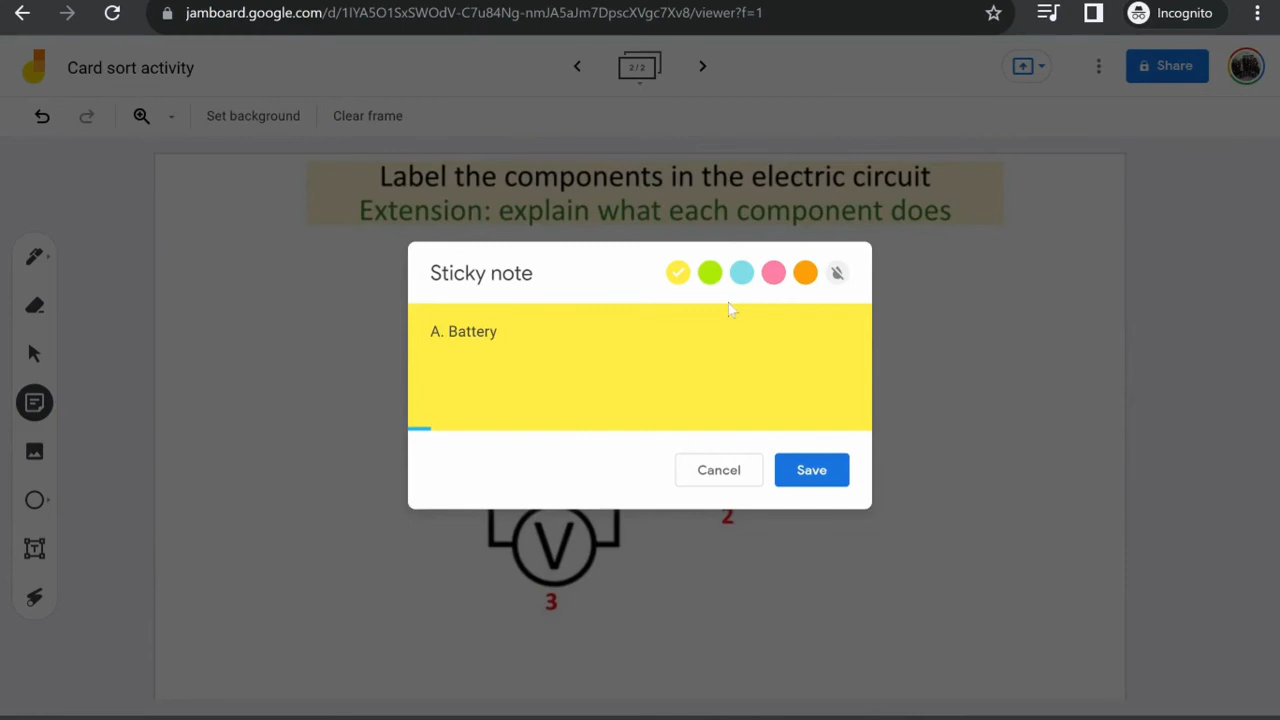 jamboard.google.com/d/1IYA5O1SxSWOdV-C7u84Ng-nmJA5aJm7DpscXVgc7Xv8/viewer?f=1
Incognito
Card sort activity
2 / 2
Share
Set background
Clear frame
Label the components in the electric circuit
Extension: explain what each component does
Sticky note
A. Battery
Cancel
Save
2
V
3